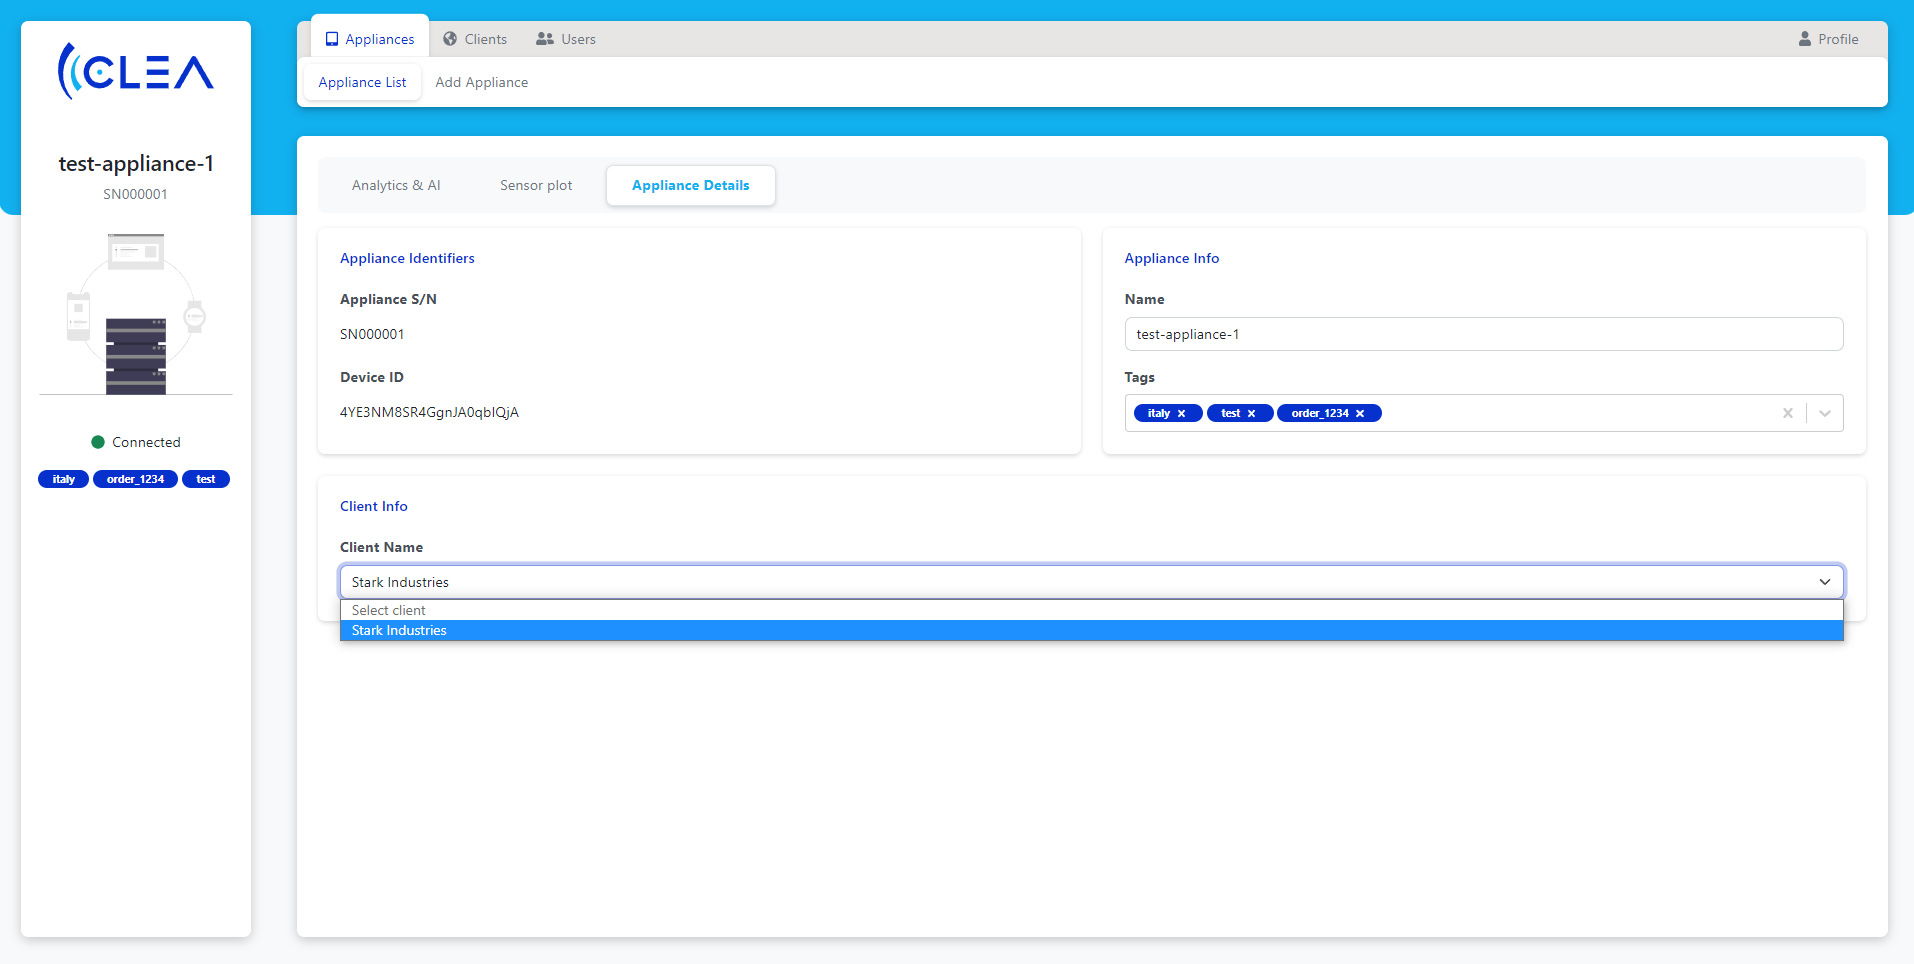 CLEA
test-appliance-1
SN000001
Connected
italy order_1234 test
Appliances Clients Users Profile
Appliance List Add Appliance
Analytics & AI Sensor plot Appliance Details
Appliance Identifiers
Appliance S/N
SN000001
Device ID
4YE3NM8SR4GgnJA0qbIQjA
Appliance Info
Name
test-appliance-1
Tags
italy test order_1234
Client Info
Client Name
Stark Industries
Select client
Stark Industries